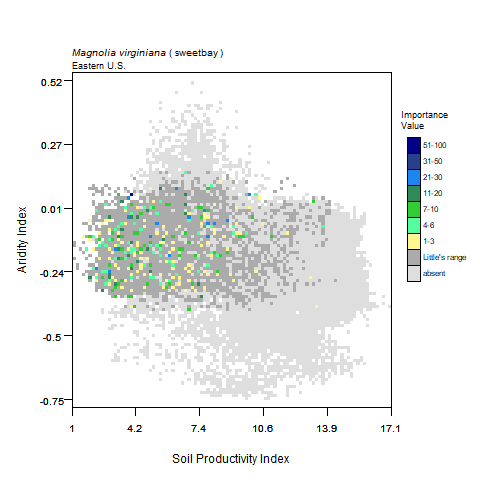 Magnolia virginiana ( sweetbay )
Eastern U.S.
0.52
0.27
0.01
-0.24
-0.5
-0.75
Aridity Index
1 4.2 7.4 10.6 13.9 17.1
Soil Productivity Index
Importance
Value
51-100
31-50
21-30
11-20
7-10
4-6
1-3
Little's range
absent